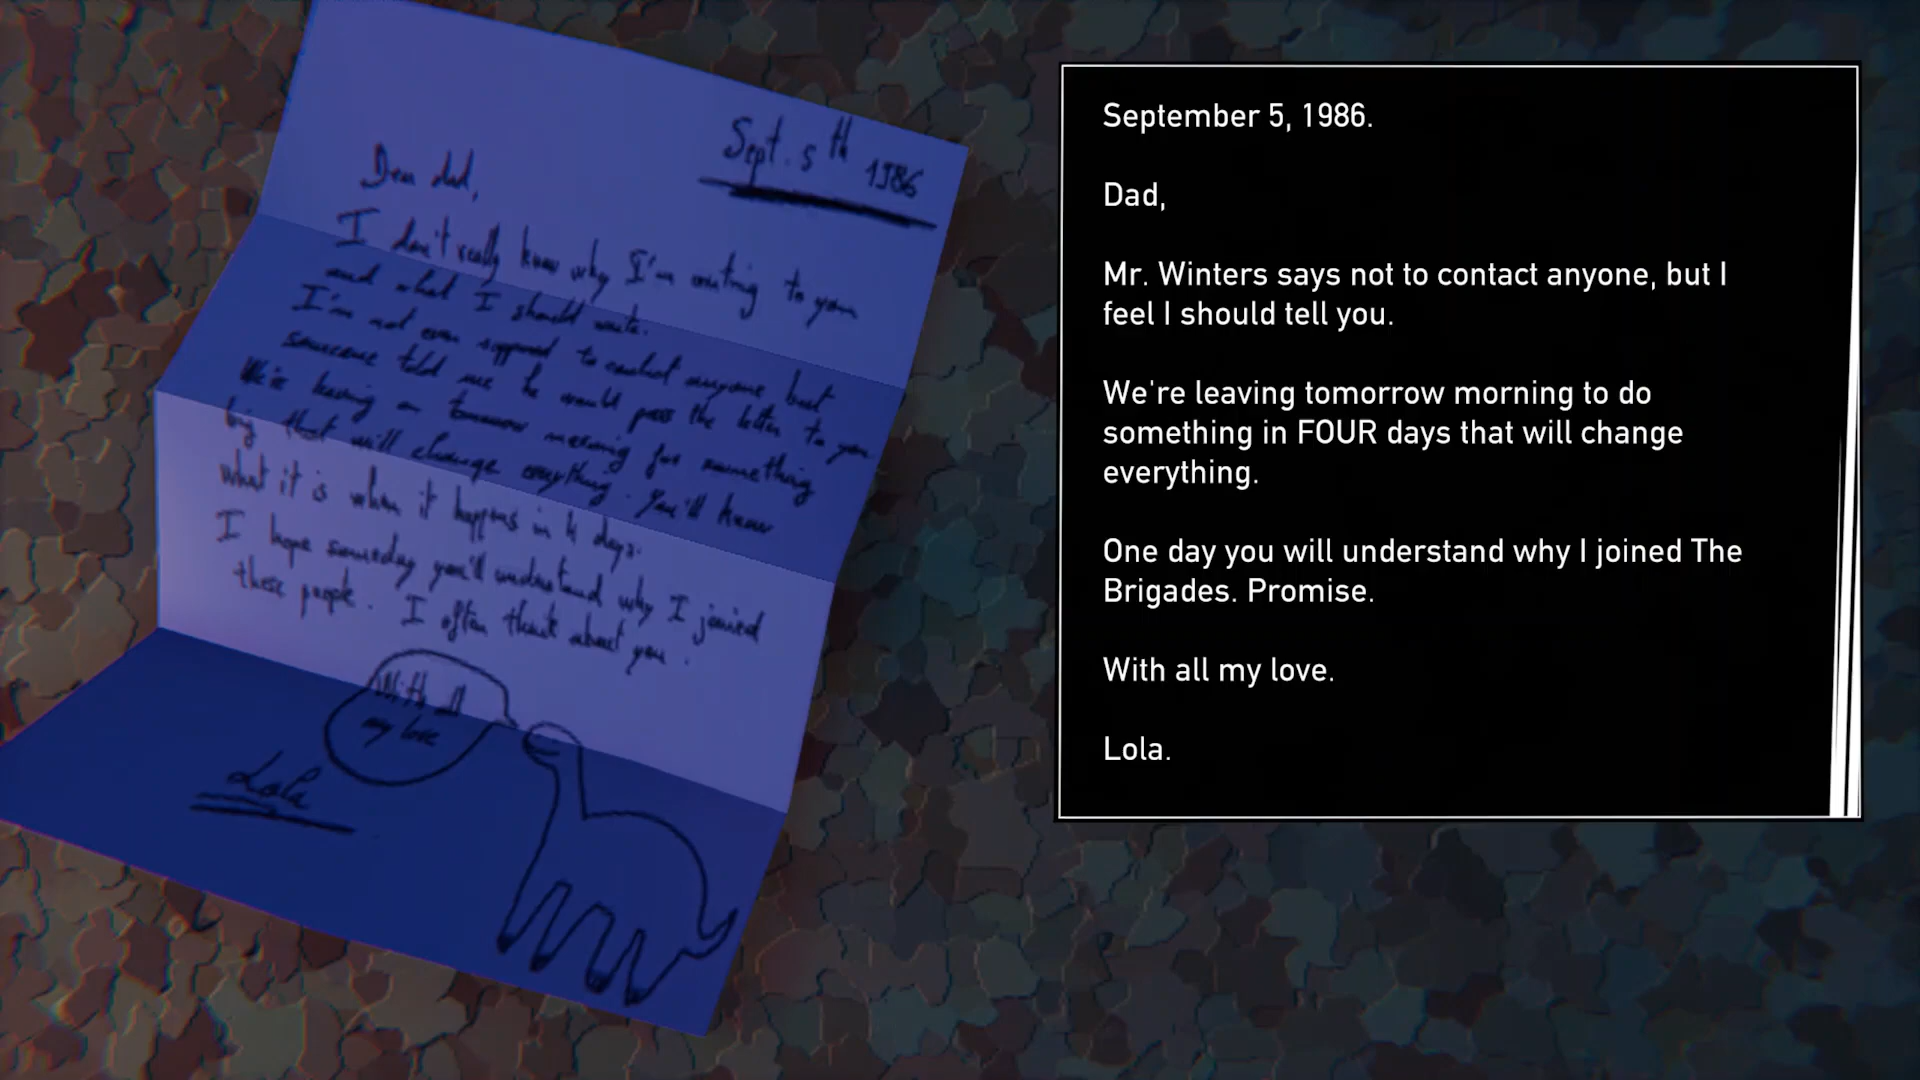 Sept. 5th 1986
Dear dad,
I don't really know why I'm writing to you
and what I should write.
I'm not even supposed to contact anyone but
someone told me he would pass the letter to you
We're leaving on tomorrow morning for something
big that will change everything. You'll know
what it is when it happens in 4 days.
I hope someday you'll understand why I joined
these people. I often think about you.
With all
my love
Lola
September 5, 1986.
Dad,
Mr. Winters says not to contact anyone, but I
feel I should tell you.
We're leaving tomorrow morning to do
something in FOUR days that will change
everything.
One day you will understand why I joined The
Brigades. Promise.
With all my love.
Lola.